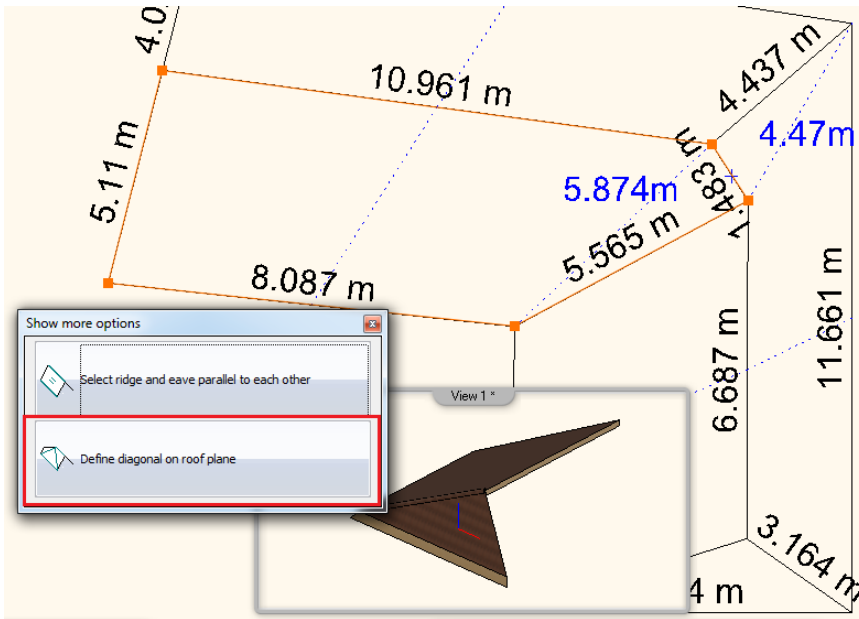 4.0
10.961 m
4.437 m
4.47m
5.11 m
1.483 m
5.874m
5.565 m
8.087 m
11.661 m
6.687 m
Show more options
Select ridge and eave parallel to each other
Define diagonal on roof plane
View 1 *
3.164 m
4 m